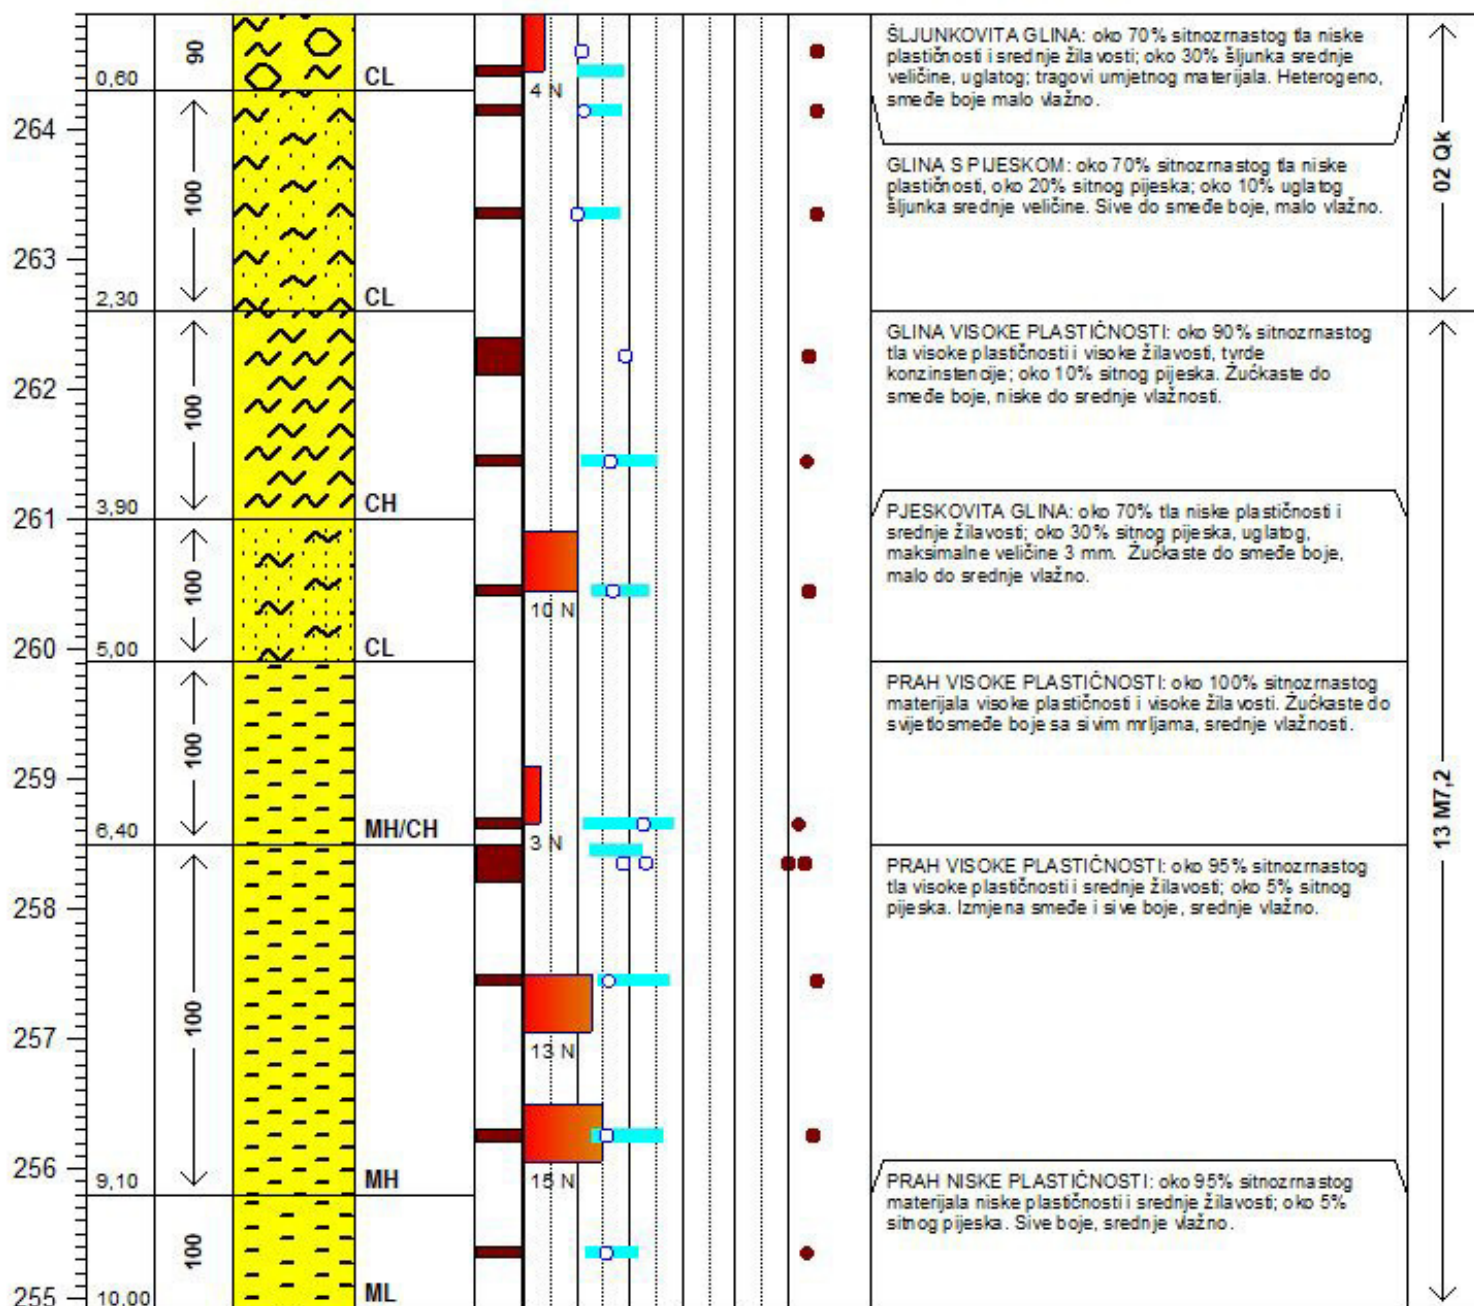 90
0,60
CL
4 N
ŠLJUNKOVITA GLINA: oko 70% sitnozrnastog tla niske
plastičnosti i srednje žilavosti; oko 30% šljunka srednje
veličine, uglatog; tragovi umjetnog materijala. Heterogeno,
smeđe boje malo vlažno.
02 Qk
264
100
GLINA S PIJESKOM: oko 70% sitnozrnastog tla niske
plastičnosti, oko 20% sitnog pijeska; oko 10% uglatog
šljunka srednje veličine. Sive do smeđe boje, malo vlažno.
263
2,30
CL
262
100
GLINA VISOKE PLASTIČNOSTI: oko 90% sitnozrnastog
tla visoke plastičnosti i visoke žilavosti, tvrde
konzinstencije; oko 10% sitnog pijeska. Žućkaste do
smeđe boje, niske do srednje vlažnosti.
3,90
CH
261
100
10 N
PJESKOVITA GLINA: oko 70% tla niske plastičnosti i
srednje žilavosti; oko 30% sitnog pijeska, uglatog,
maksimalne veličine 3 mm. Žućkaste do smeđe boje,
malo do srednje vlažno.
260
5,00
CL
100
PRAH VISOKE PLASTIČNOSTI: oko 100% sitnozrnastog
materijala visoke plastičnosti i visoke žilavosti. Žućkaste do
svijetlosmeđe boje sa sivim mrljama, srednje vlažnosti.
259
6,40
MH/CH
3 N
13 M7,2
258
100
PRAH VISOKE PLASTIČNOSTI: oko 95% sitnozrnastog
tla visoke plastičnosti i srednje žilavosti; oko 5% sitnog
pijeska. Izmjena smeđe i sive boje, srednje vlažno.
257
13 N
256
9,10
MH
15 N
PRAH NISKE PLASTIČNOSTI: oko 95% sitnozrnastog
materijala niske plastičnosti i srednje žilavosti; oko 5%
sitnog pijeska. Sive boje, srednje vlažno.
100
255
10,00
ML